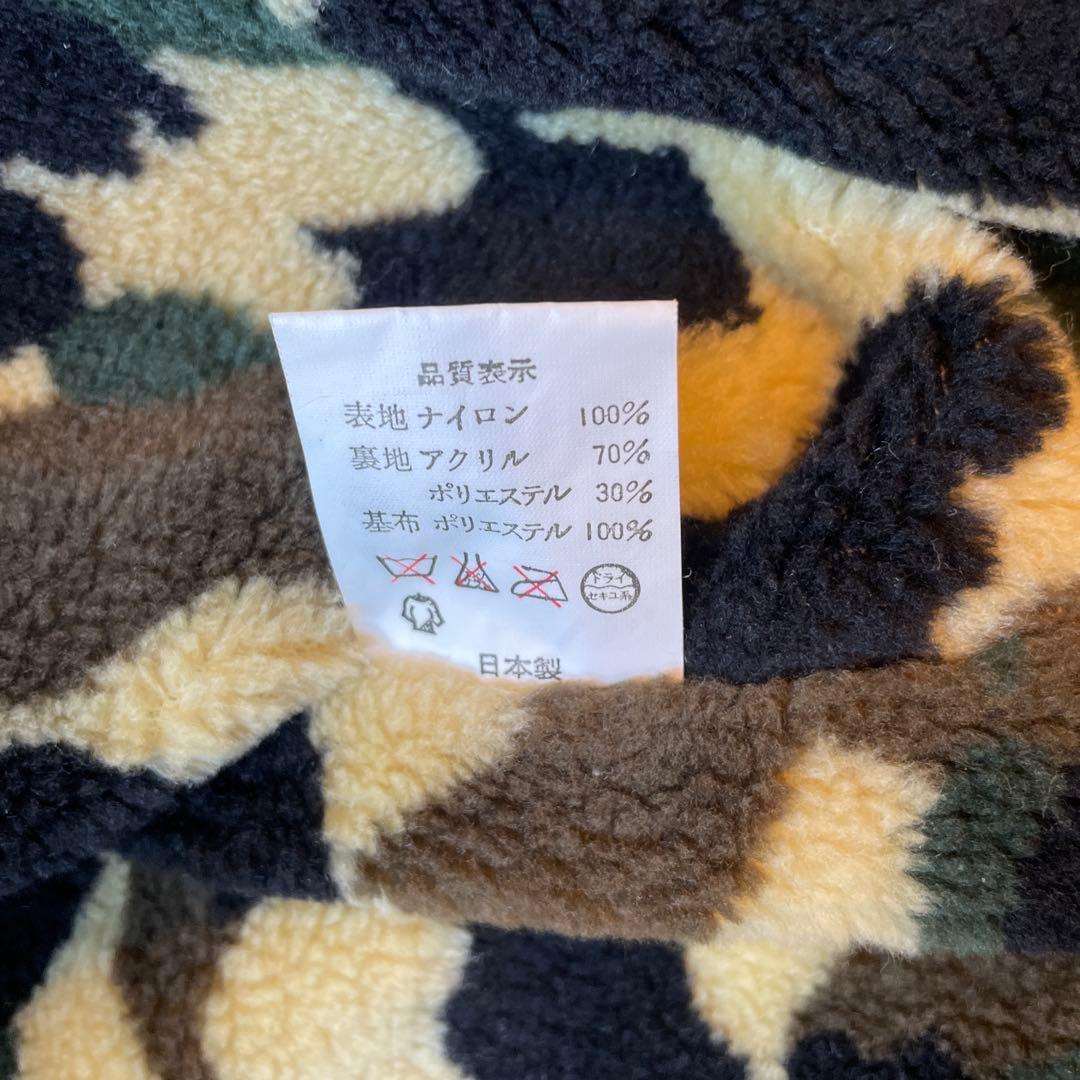 品質表示
表地 ナイロン 100%
裏地 アクリル 70%
ポリエステル 30%
基布 ポリエステル 100%
ドライ
セキユ系
日本製